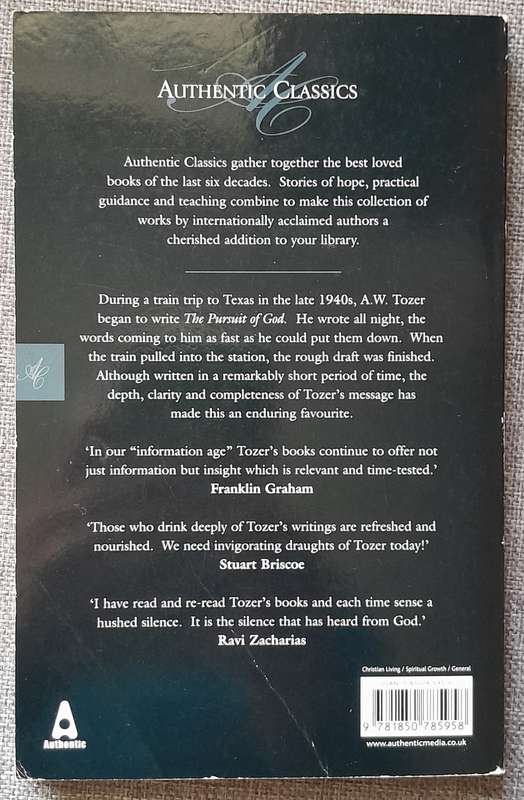 AUTHENTIC CLASSICS
Authentic Classics gather together the best loved
books of the last six decades. Stories of hope, practical
guidance and teaching combine to make this collection of
works by internationally acclaimed authors a
cherished addition to your library.
During a train trip to Texas in the late 1940s, A.W. Tozer
began to write The Pursuit of God. He wrote all night, the
words coming to him as fast as he could put them down. When
the train pulled into the station, the rough draft was finished.
Although written in a remarkably short period of time, the
depth, clarity and completeness of Tozer's message has
made this an enduring favourite.
AC
‘In our “information age” Tozer's books continue to offer not
just information but insight which is relevant and time-tested.’
Franklin Graham
‘Those who drink deeply of Tozer's writings are refreshed and
nourished. We need invigorating draughts of Tozer today!’
Stuart Briscoe
‘I have read and re-read Tozer's books and each time sense a
hushed silence. It is the silence that has heard from God.’
Ravi Zacharias
Christian Living / Spiritual Growth / General
9 781850 785958
www.authenticmedia.co.uk
Authentic